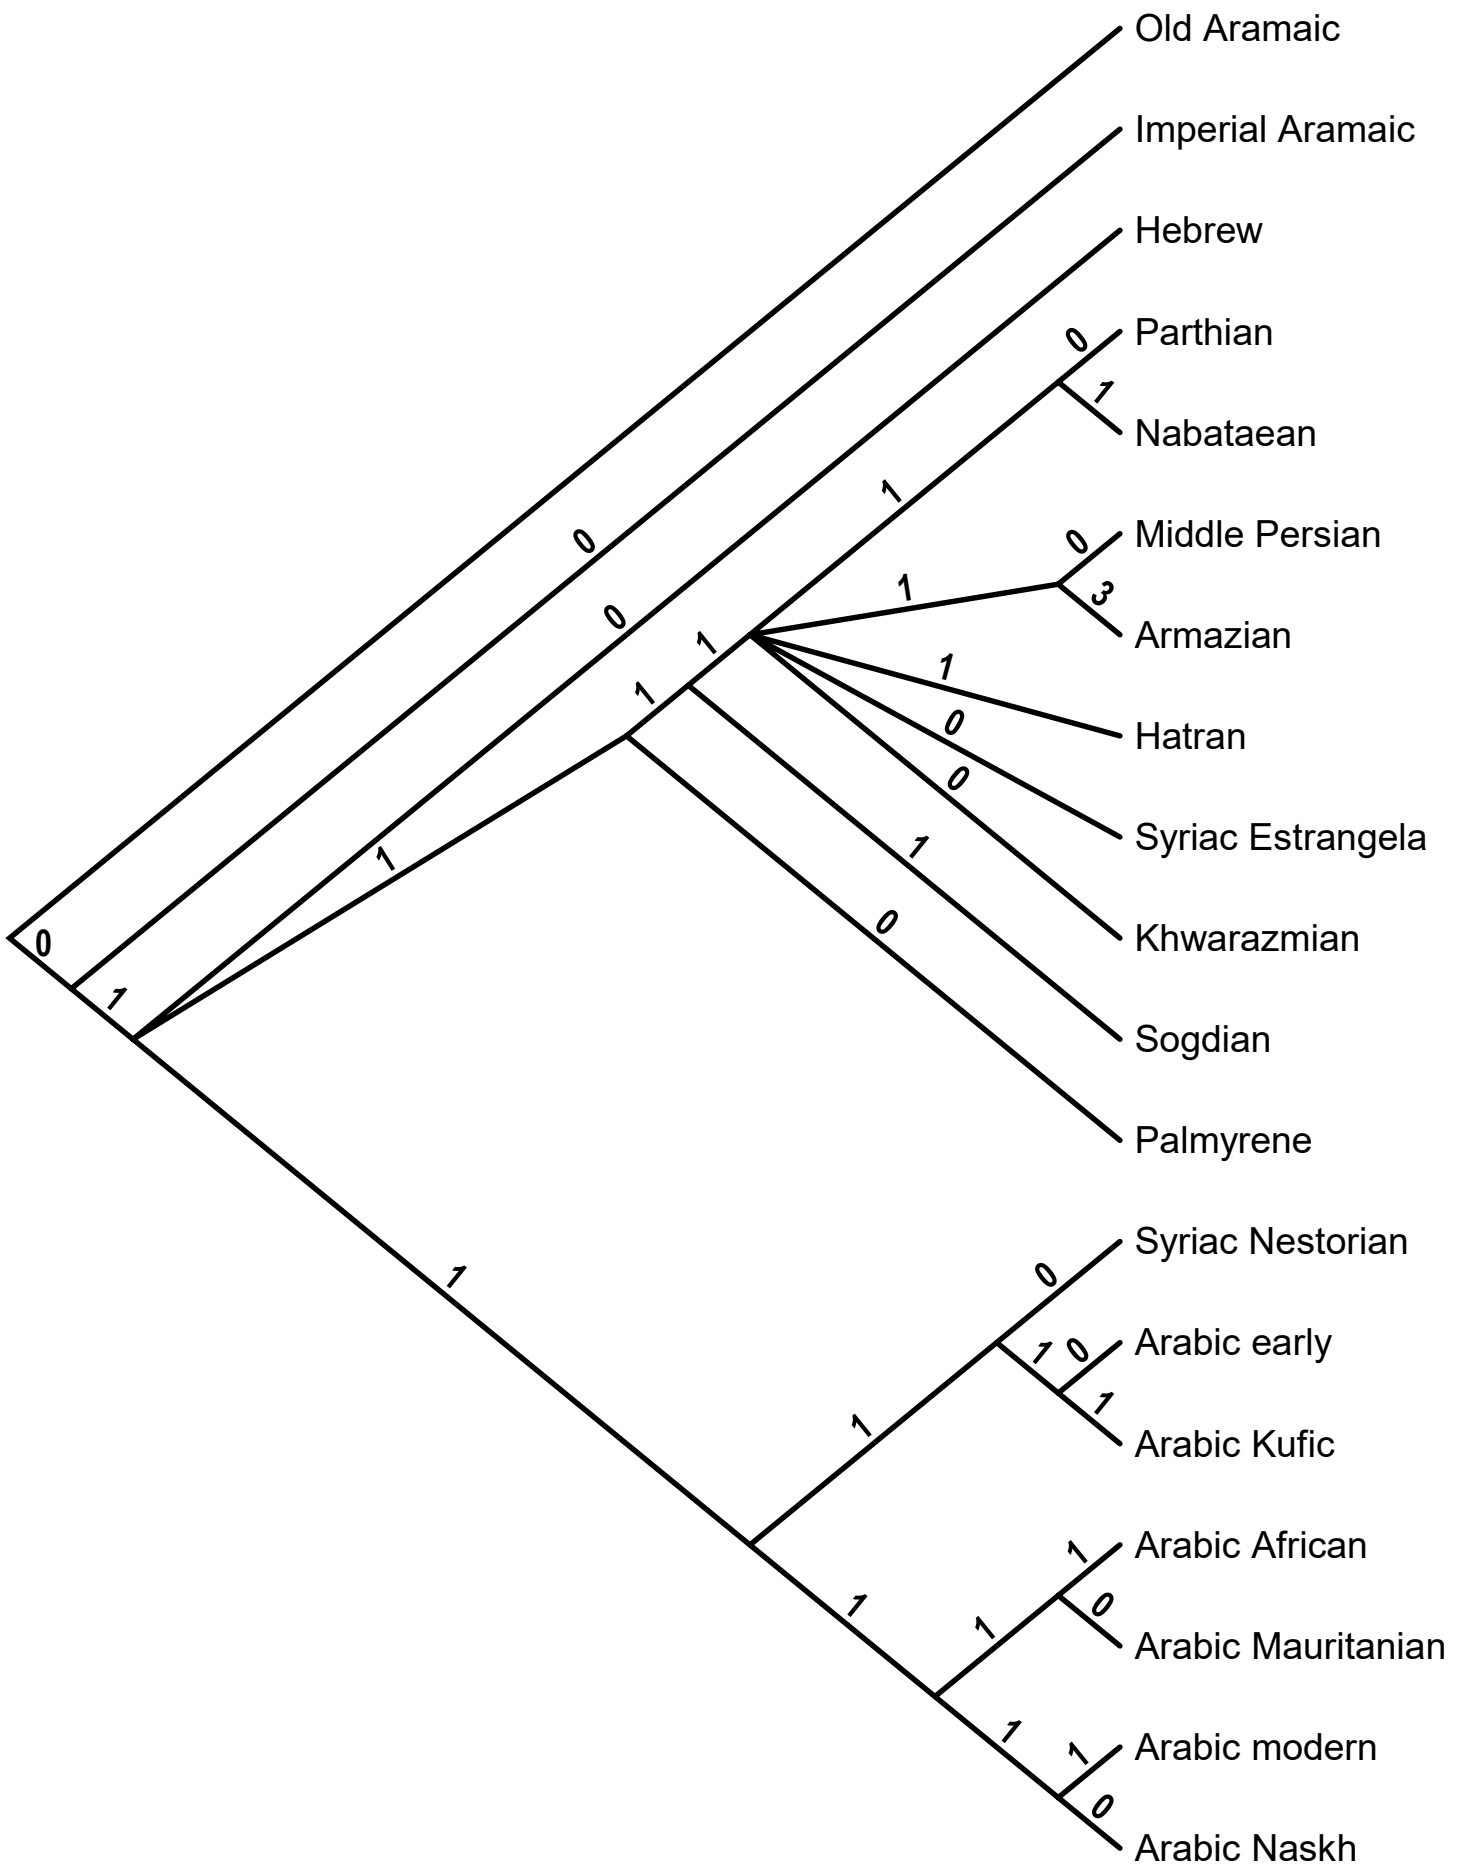 Old Aramaic
Imperial Aramaic
Hebrew
0
Parthian
1
Nabataean
1
0
Middle Persian
0
1
3
Armazian
0
1
1
1
Hatran
0
Syriac Estrangela
0
1
1
0
Khwarazmian
0
1
Sogdian
Palmyrene
Syriac Nestorian
1
0
Arabic early
1
0
1
Arabic Kufic
1
Arabic African
1
1
0
Arabic Mauritanian
1
1
1
Arabic modern
0
Arabic Naskh